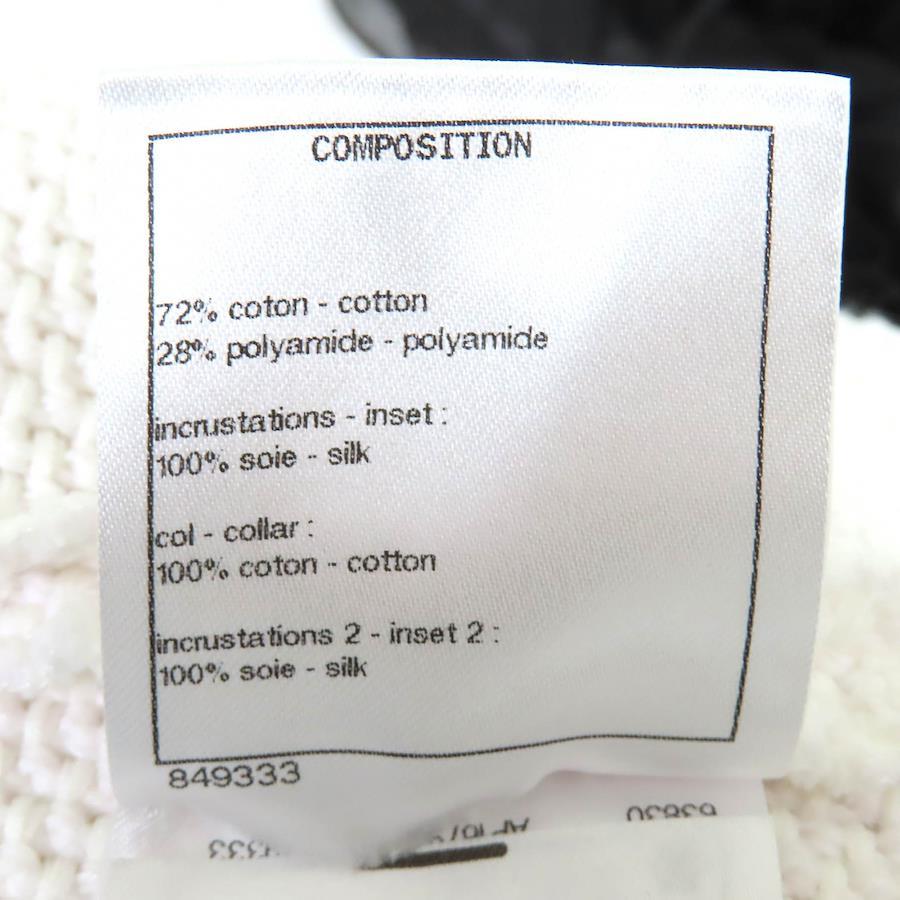 COMPOSITION
72% coton - cotton
28% polyamide - polyamide
incrustations - inset :
100% soie - silk
col - collar :
100% coton - cotton
incrustations 2 - inset 2 :
100% soie - silk
849333